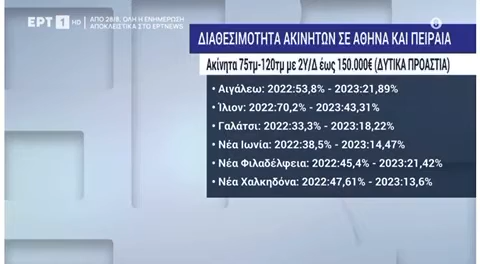 ΕΡΤ 1 HD
• ΑΠΟ 28/8, ΟΛΗ Η ΕΝΗΜΕΡΩΣΗ
ΑΠΟΚΛΕΙΣΤΙΚΑ ΣΤΟ ΕΡΤNEWS
ΔΙΑΘΕΣΙΜΟΤΗΤΑ ΑΚΙΝΗΤΩΝ ΣΕ ΑΘΗΝΑ ΚΑΙ ΠΕΙΡΑΙΑ
Ακίνητα 75τμ-120τμ με 2Υ/Δ έως 150.000€ (ΔΥΤΙΚΑ ΠΡΟΑΣΤΙΑ)
• Αιγάλεω: 2022:53,8% - 2023:21,89%
• Ίλιον: 2022:70,2% - 2023:43,31%
• Γαλάτσι: 2022:33,3% - 2023:18,22%
• Νέα Ιωνία: 2022:38,5% - 2023:14,47%
• Νέα Φιλαδέλφεια: 2022:45,4% - 2023:21,42%
• Νέα Χαλκηδόνα: 2022:47,61% - 2023:13,6%